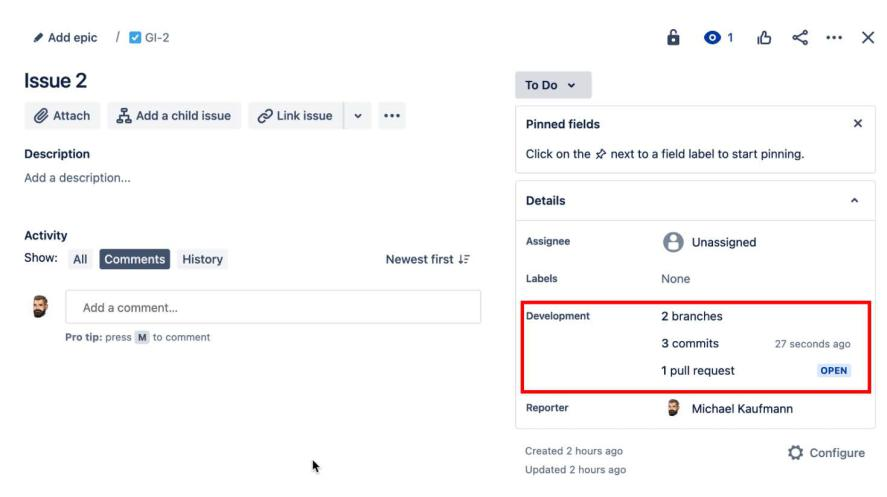 Add epic / GI-2
1
Issue 2
Attach Add a child issue Link issue
Description
Add a description...
Activity
Show: All Comments History Newest first
Add a comment...
Pro tip: press M to comment
To Do
Pinned fields
Click on the next to a field label to start pinning.
Details
Assignee Unassigned
Labels None
Development 2 branches
3 commits 27 seconds ago
1 pull request OPEN
Reporter Michael Kaufmann
Created 2 hours ago Configure
Updated 2 hours ago